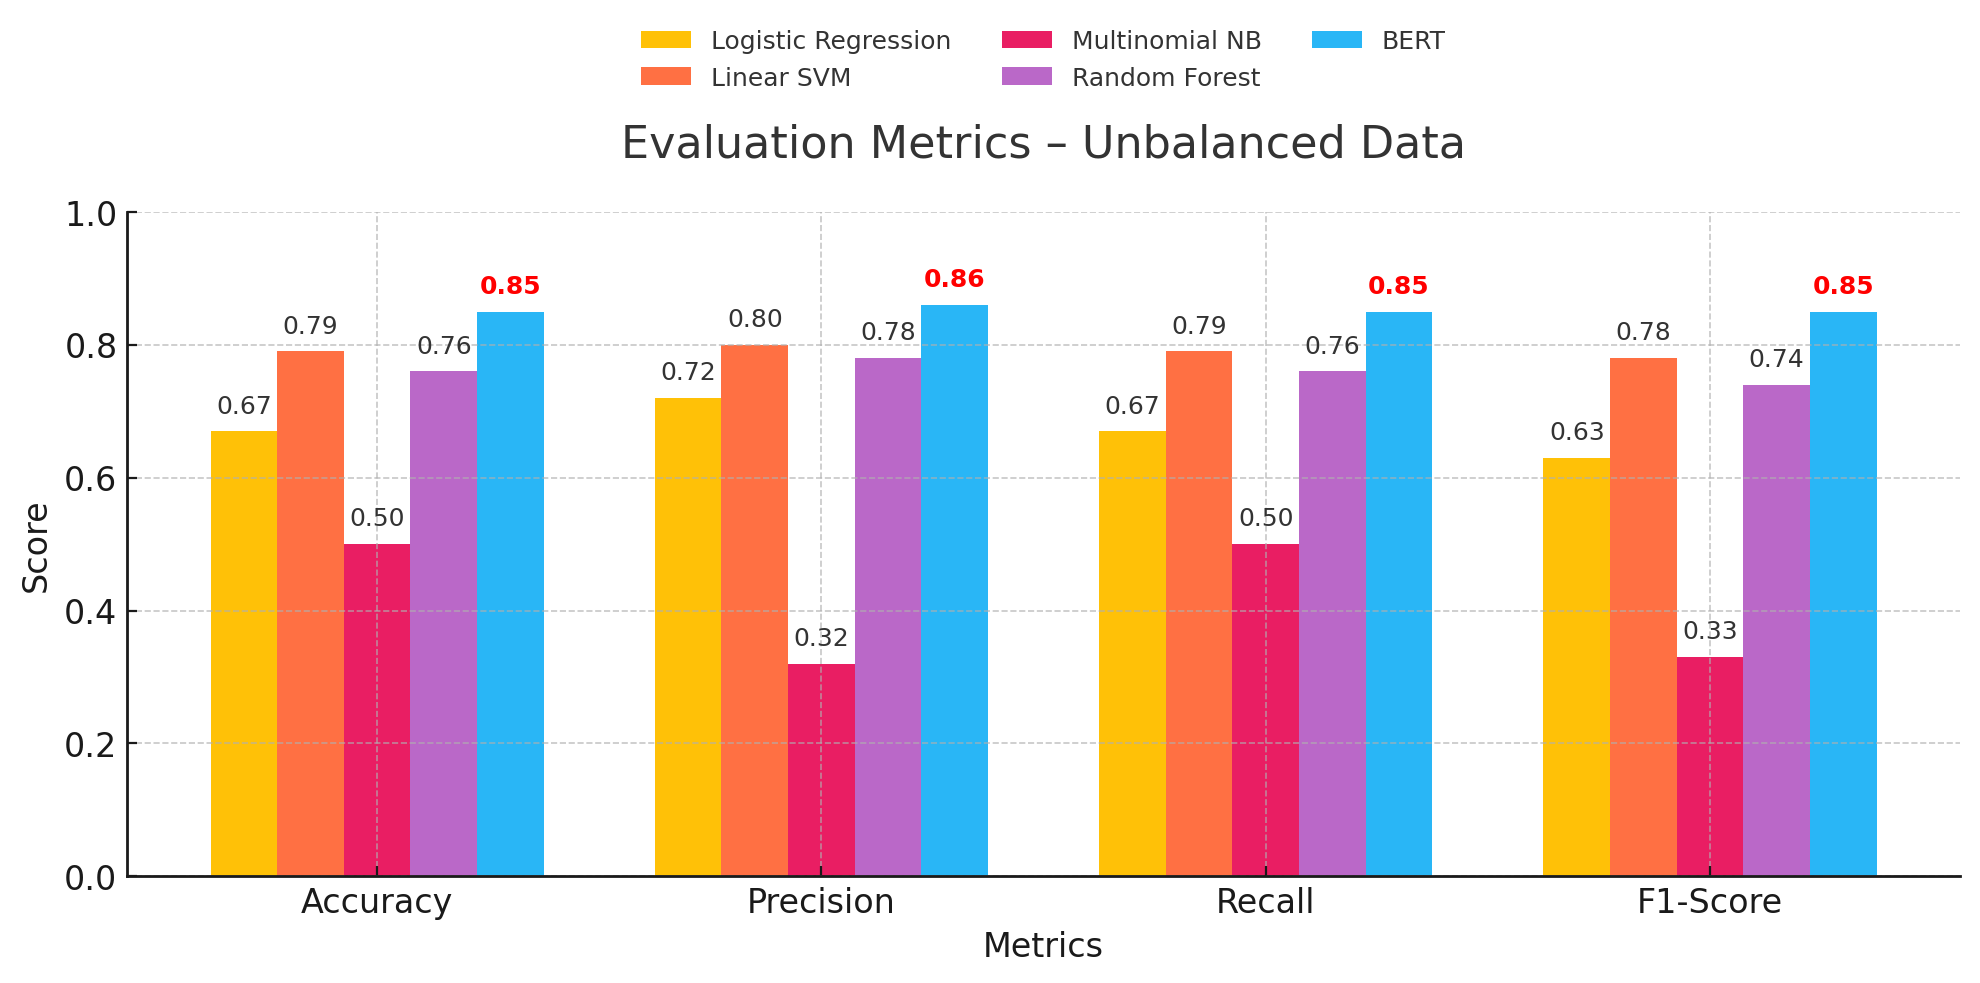 Logistic Regression
Linear SVM
Multinomial NB
Random Forest
BERT
Evaluation Metrics – Unbalanced Data
Score
1.0
0.8
0.6
0.4
0.2
0.0
0.67
0.79
0.50
0.76
0.85
0.72
0.80
0.32
0.78
0.86
0.67
0.79
0.50
0.76
0.85
0.63
0.78
0.33
0.74
0.85
Accuracy
Precision
Recall
F1-Score
Metrics